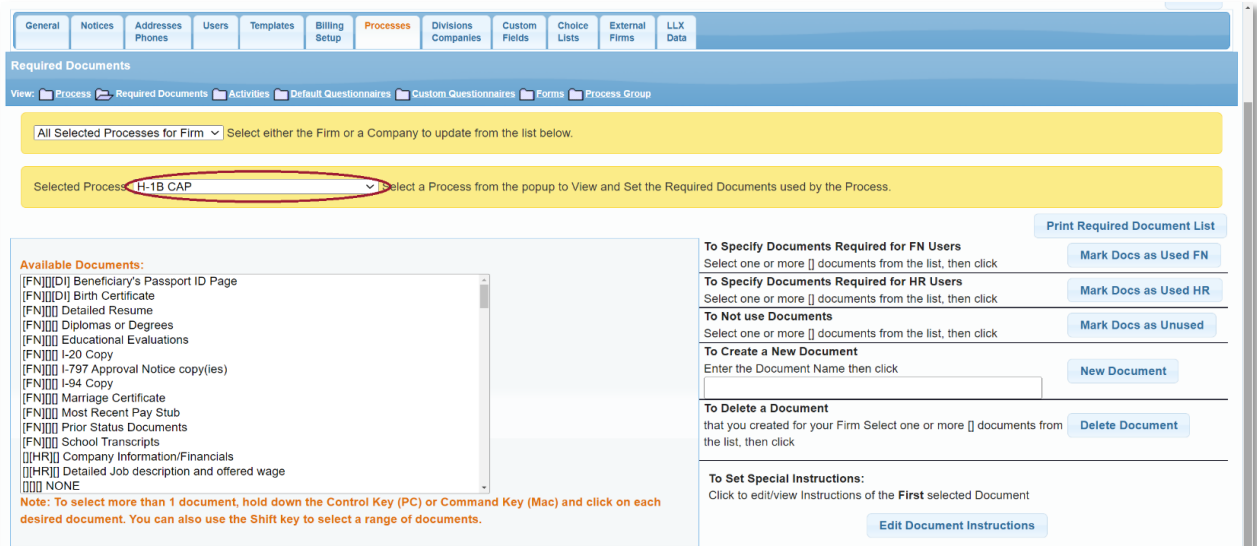 General Notices Addresses Phones Users Templates Billing Setup Processes Divisions Companies Custom Fields Choice Lists External Firms LLX Data
Required Documents
View: Process Required Documents Activities Default Questionnaires Custom Questionnaires Forms Process Group
All Selected Processes for Firm Select either the Firm or a Company to update from the list below.
Selected Process H-1B CAP Select a Process from the popup to View and Set the Required Documents used by the Process.
Print Required Document List
Available Documents:
[FN][][DI] Beneficiary's Passport ID Page
[FN][][DI] Birth Certificate
[FN][][] Detailed Resume
[FN][][] Diplomas or Degrees
[FN][][] Educational Evaluations
[FN][][] I-20 Copy
[FN][][] I-797 Approval Notice copy(ies)
[FN][][] I-94 Copy
[FN][][] Marriage Certificate
[FN][][] Most Recent Pay Stub
[FN][][] Prior Status Documents
[FN][][] School Transcripts
[][HR][] Company Information/Financials
[][HR][] Detailed Job description and offered wage
[][][] NONE
Note: To select more than 1 document, hold down the Control Key (PC) or Command Key (Mac) and click on each
desired document. You can also use the Shift key to select a range of documents.
To Specify Documents Required for FN Users
Select one or more [] documents from the list, then click
Mark Docs as Used FN
To Specify Documents Required for HR Users
Select one or more [] documents from the list, then click
Mark Docs as Used HR
To Not use Documents
Select one or more [] documents from the list, then click
Mark Docs as Unused
To Create a New Document
Enter the Document Name then click
New Document
To Delete a Document
that you created for your Firm Select one or more [] documents from
the list, then click
Delete Document
To Set Special Instructions:
Click to edit/view Instructions of the First selected Document
Edit Document Instructions